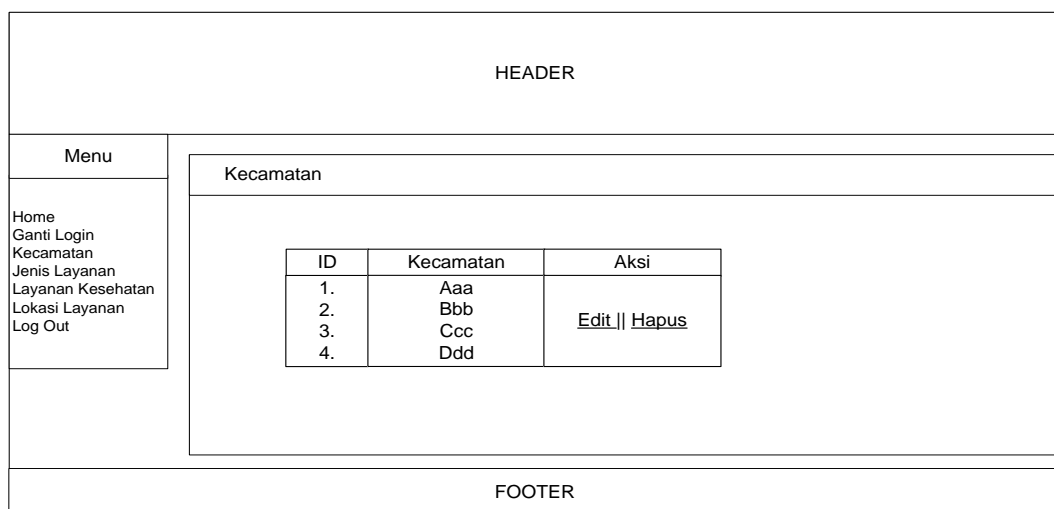 HEADER
Menu
Home
Ganti Login
Kecamatan
Jenis Layanan
Layanan Kesehatan
Lokasi Layanan
Log Out
Kecamatan
ID Kecamatan Aksi
1. Aaa
2. Bbb
3. Ccc
4. Ddd
Edit || Hapus
FOOTER